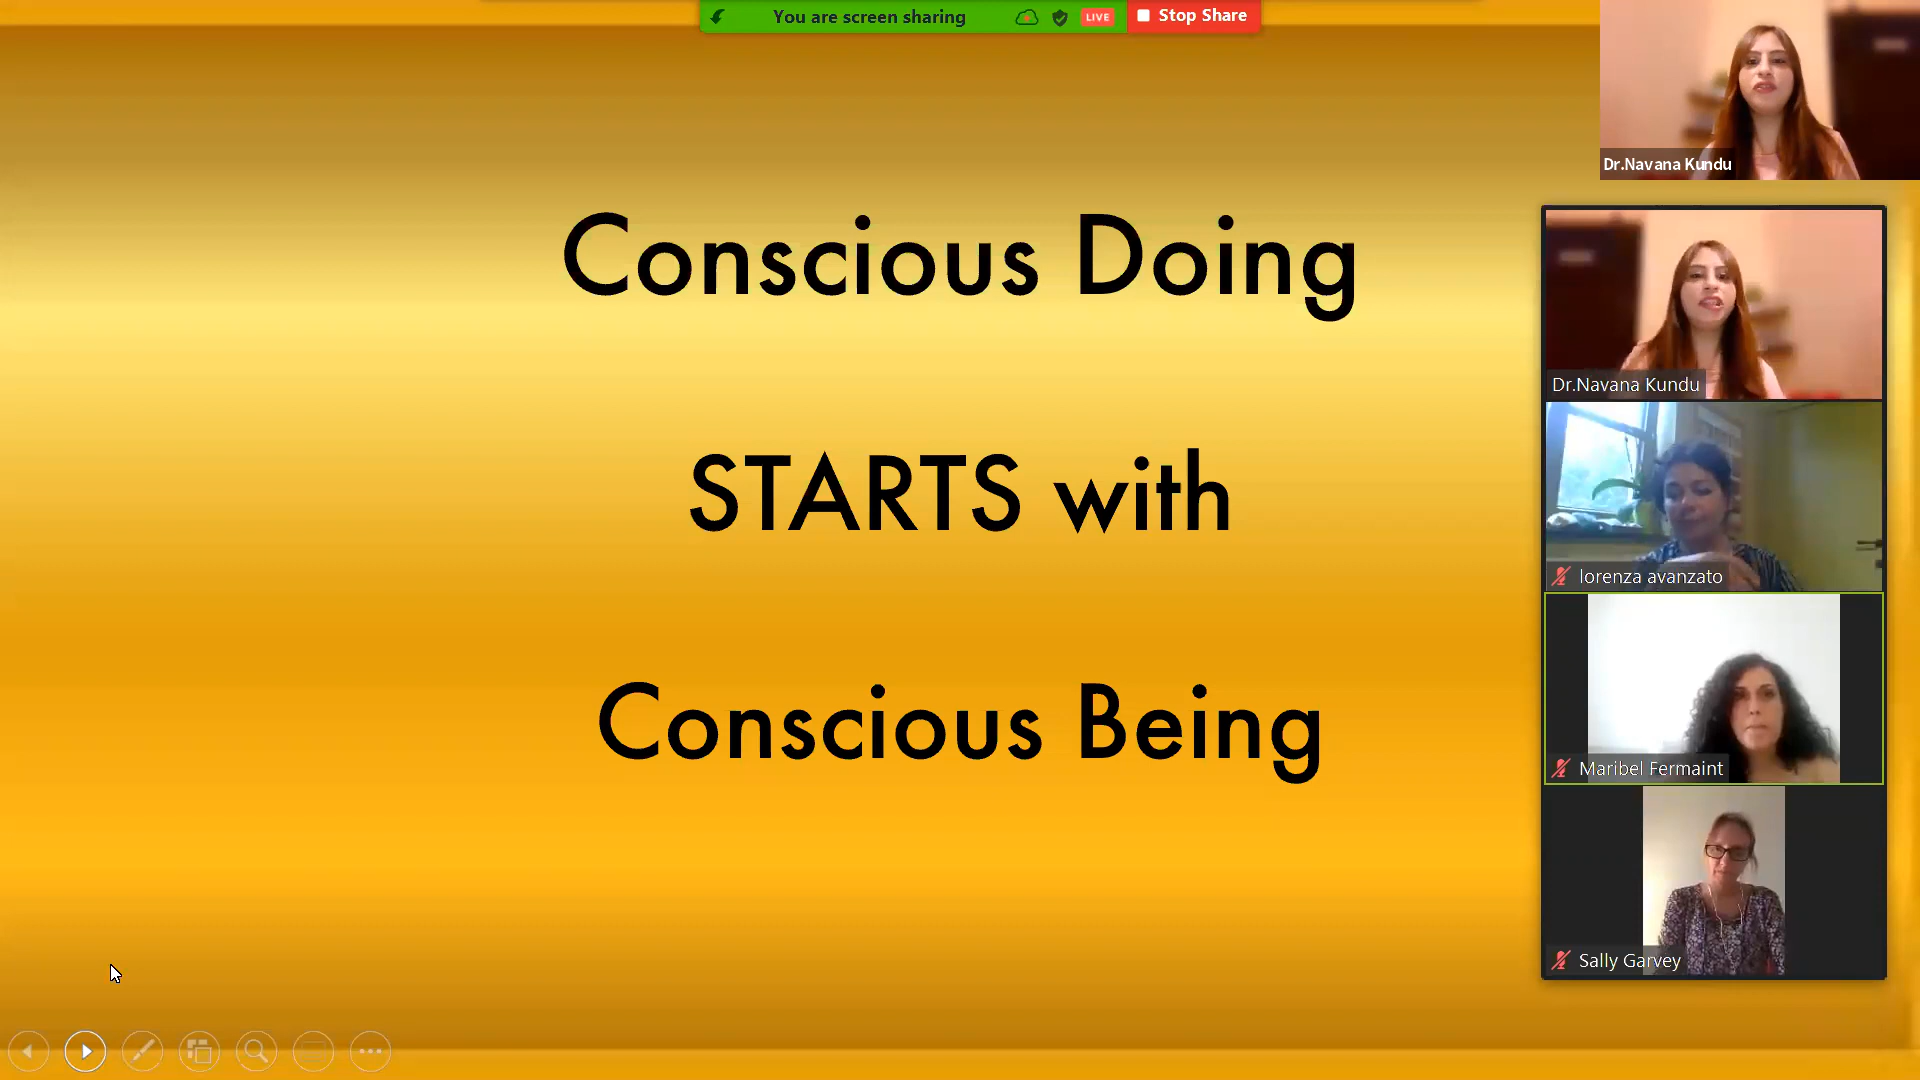 You are screen sharing
LIVE
Stop Share
Dr.Navana Kundu
Conscious Doing
STARTS with
Conscious Being
Dr.Navana Kundu
lorenza avanzato
Maribel Fermaint
Sally Garvey